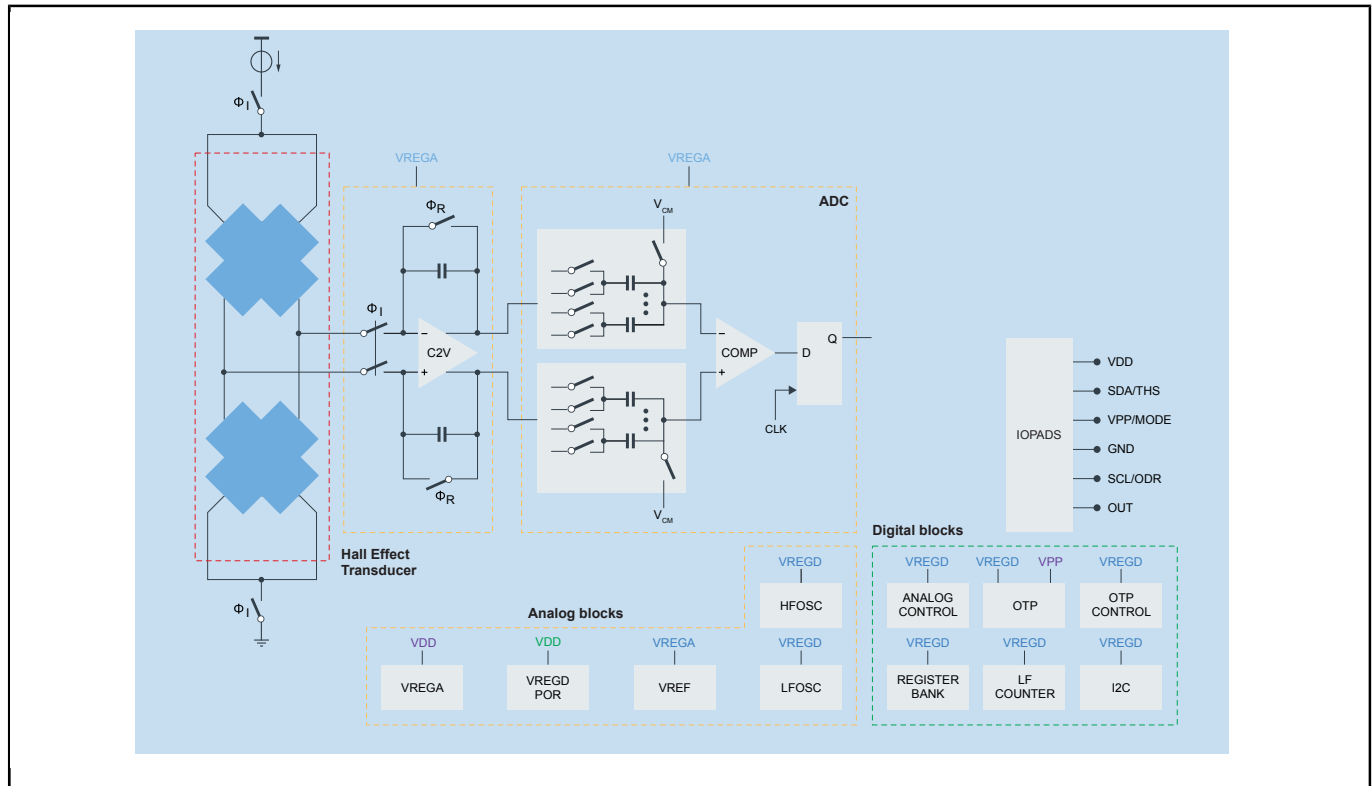 ΦI
VREGA
VREGA
ADC
ΦR
VCM
ΦI
C2V
−
+
ΦR
−
+
COMP
D
Q
CLK
VCM
IOPADS
VDD
SDA/THS
VPP/MODE
GND
SCL/ODR
OUT
Hall Effect
Transducer
ΦI
Analog blocks
VREGD
HFOSC
VDD
VREGA
VDD
VREGD
POR
VREGA
VREF
VREGD
LFOSC
Digital blocks
VREGD
ANALOG
CONTROL
VREGD
VPP
OTP
VREGD
OTP
CONTROL
VREGD
REGISTER
BANK
VREGD
LF
COUNTER
VREGD
I2C